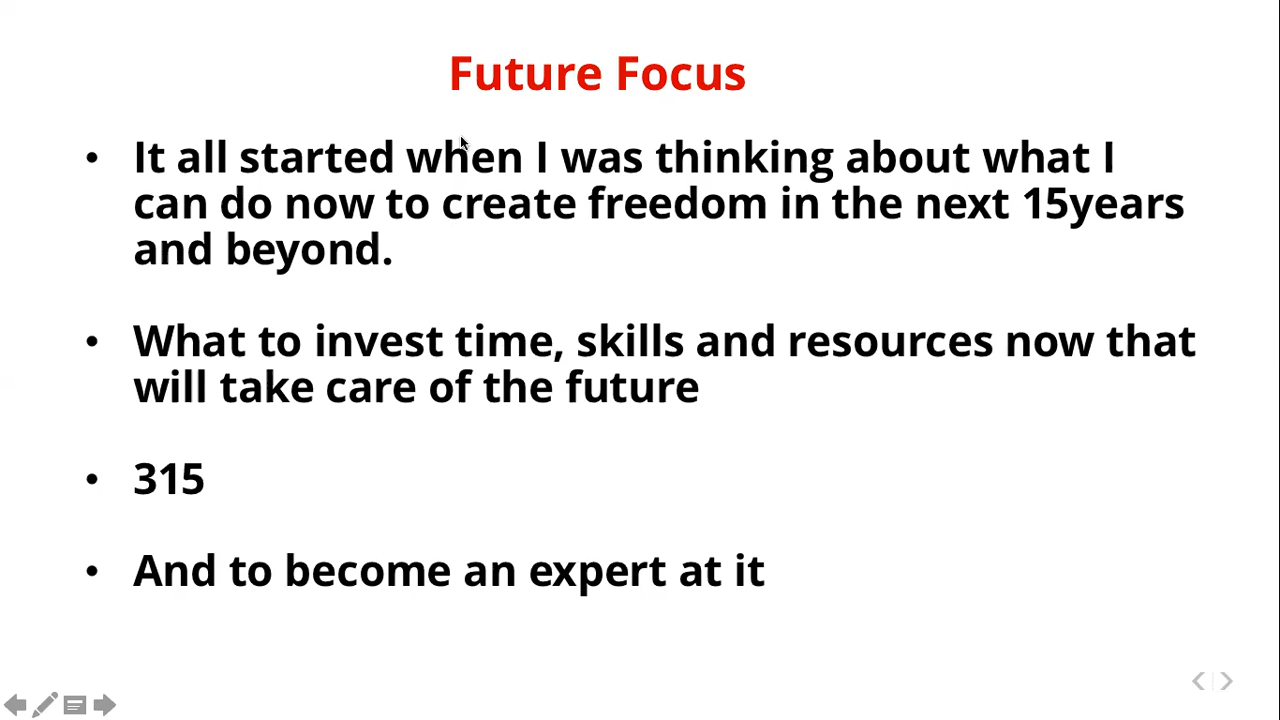 Future Focus
• It all started when I was thinking about what I
can do now to create freedom in the next 15years
and beyond.
• What to invest time, skills and resources now that
will take care of the future
• 315
• And to become an expert at it